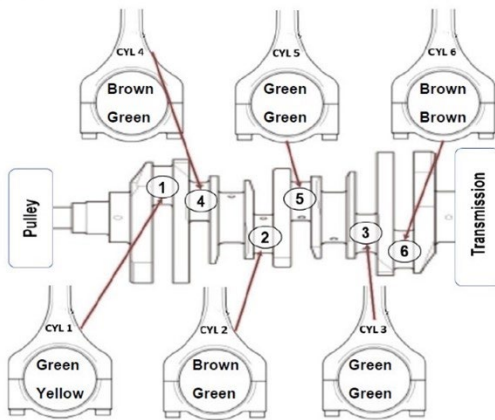 CYL 4
Brown
Green
CYL 5
Green
Green
CYL 6
Brown
Brown
Pulley
1
4
2
5
3
6
Transmission
CYL 1
Green
Yellow
CYL 2
Brown
Green
CYL 3
Green
Green